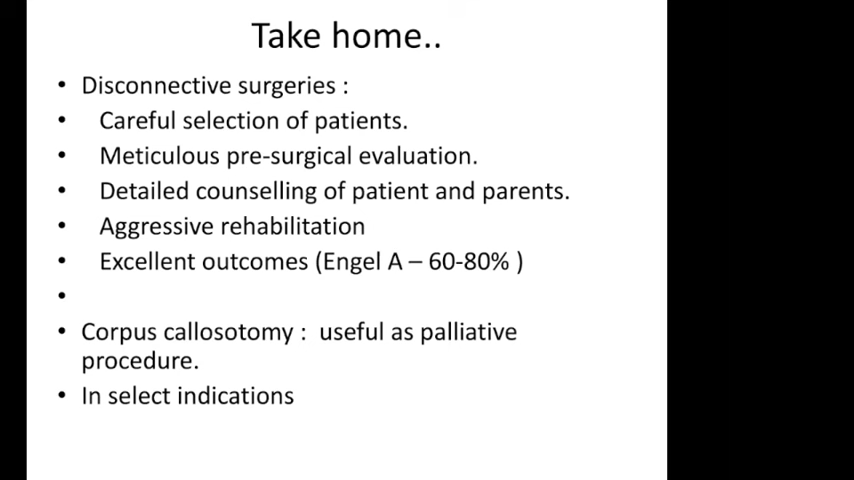 Take home..
• Disconnective surgeries :
• Careful selection of patients.
• Meticulous pre-surgical evaluation.
• Detailed counselling of patient and parents.
• Aggressive rehabilitation
• Excellent outcomes (Engel A – 60-80% )
•
• Corpus callosotomy : useful as palliative
procedure.
• In select indications